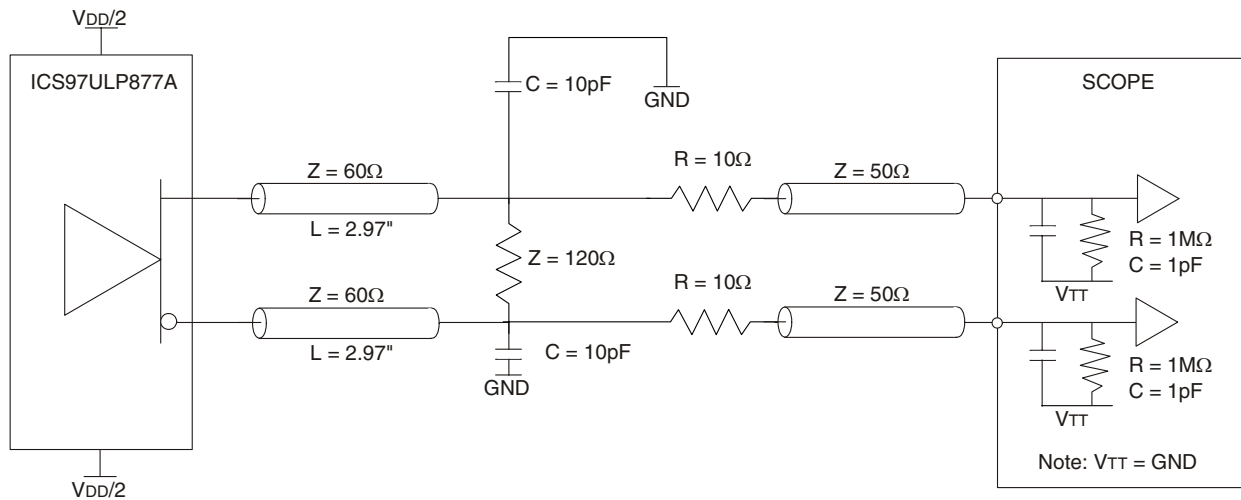 VDD/2
ICS97ULP877A
C = 10pF
GND
SCOPE
Z = 60Ω
L = 2.97"
R = 10Ω
Z = 50Ω
Z = 120Ω
R = 1MΩ
C = 1pF
VTT
Z = 60Ω
L = 2.97"
R = 10Ω
Z = 50Ω
C = 10pF
GND
R = 1MΩ
C = 1pF
VTT
Note: VTT = GND
VDD/2